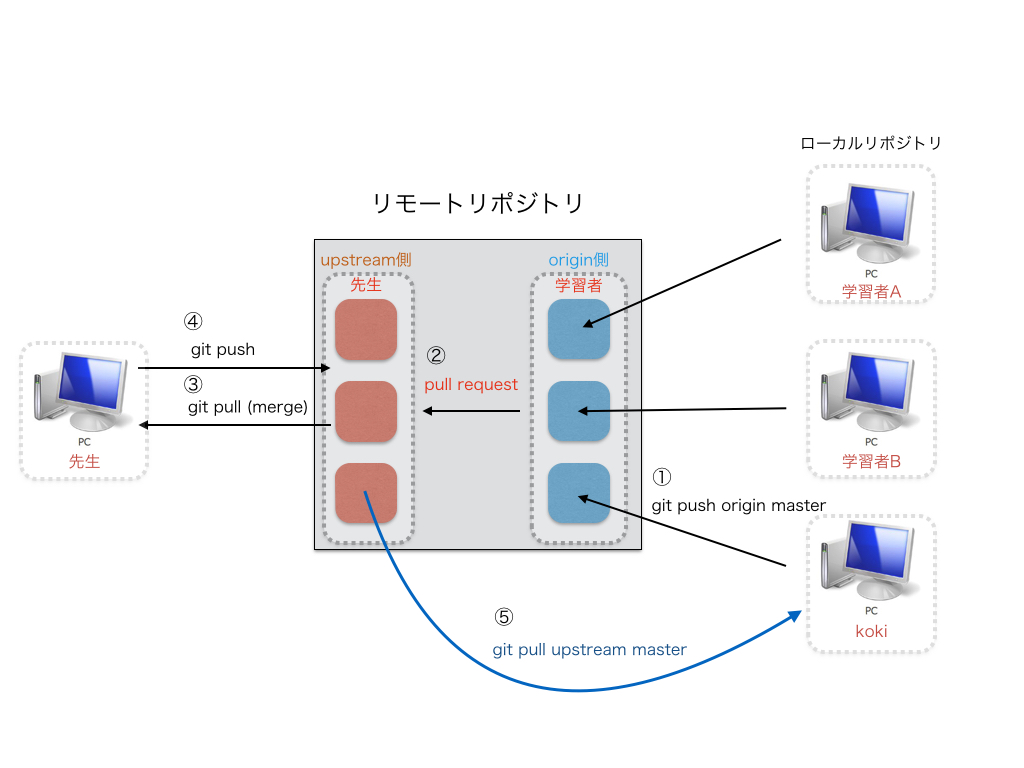 ローカルリポジトリ
リモートリポジトリ
PC
学習者A
upstream側
origin側
先生
学習者
④
git push
②
pull request
③
git pull (merge)
PC
先生
PC
学習者B
①
git push origin master
PC
koki
⑤
git pull upstream master